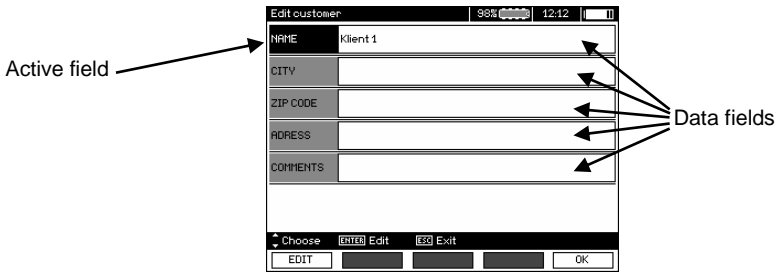 Edit customer 98% 12:12
NAME Klient 1
Active field
CITY
ZIP CODE
Data fields
ADRESS
COMMENTS
Choose ENTER Edit ESC Exit
EDIT OK